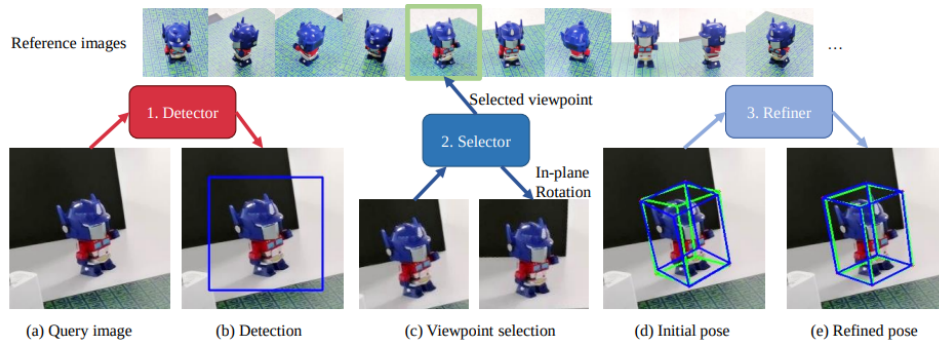 Reference images
…
1. Detector
Selected viewpoint
2. Selector
3. Refiner
In-plane
Rotation
(a) Query image
(b) Detection
(c) Viewpoint selection
(d) Initial pose
(e) Refined pose